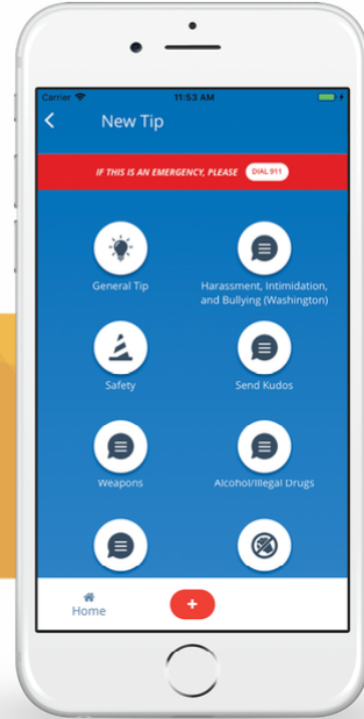 Carrier 11:53 AM
New Tip
IF THIS IS AN EMERGENCY, PLEASE DIAL 911
General Tip
Harassment, Intimidation,
and Bullying (Washington)
Safety
Send Kudos
Weapons
Alcohol/Illegal Drugs
Home